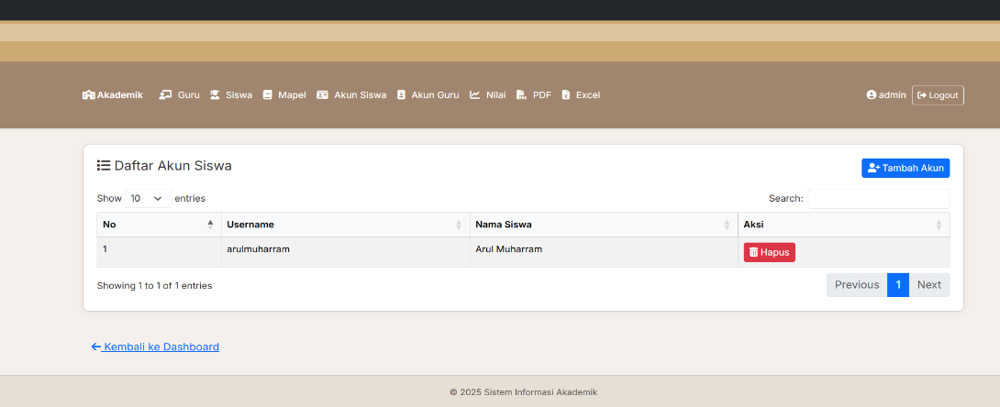 Akademik Guru Siswa Mapel Akun Siswa Akun Guru Nilai PDF Excel admin Logout
Daftar Akun Siswa Tambah Akun
Show 10 entries Search:
No Username Nama Siswa Aksi
1 arulmuharram Arul Muharram Hapus
Showing 1 to 1 of 1 entries Previous 1 Next
Kembali ke Dashboard
© 2025 Sistem Informasi Akademik